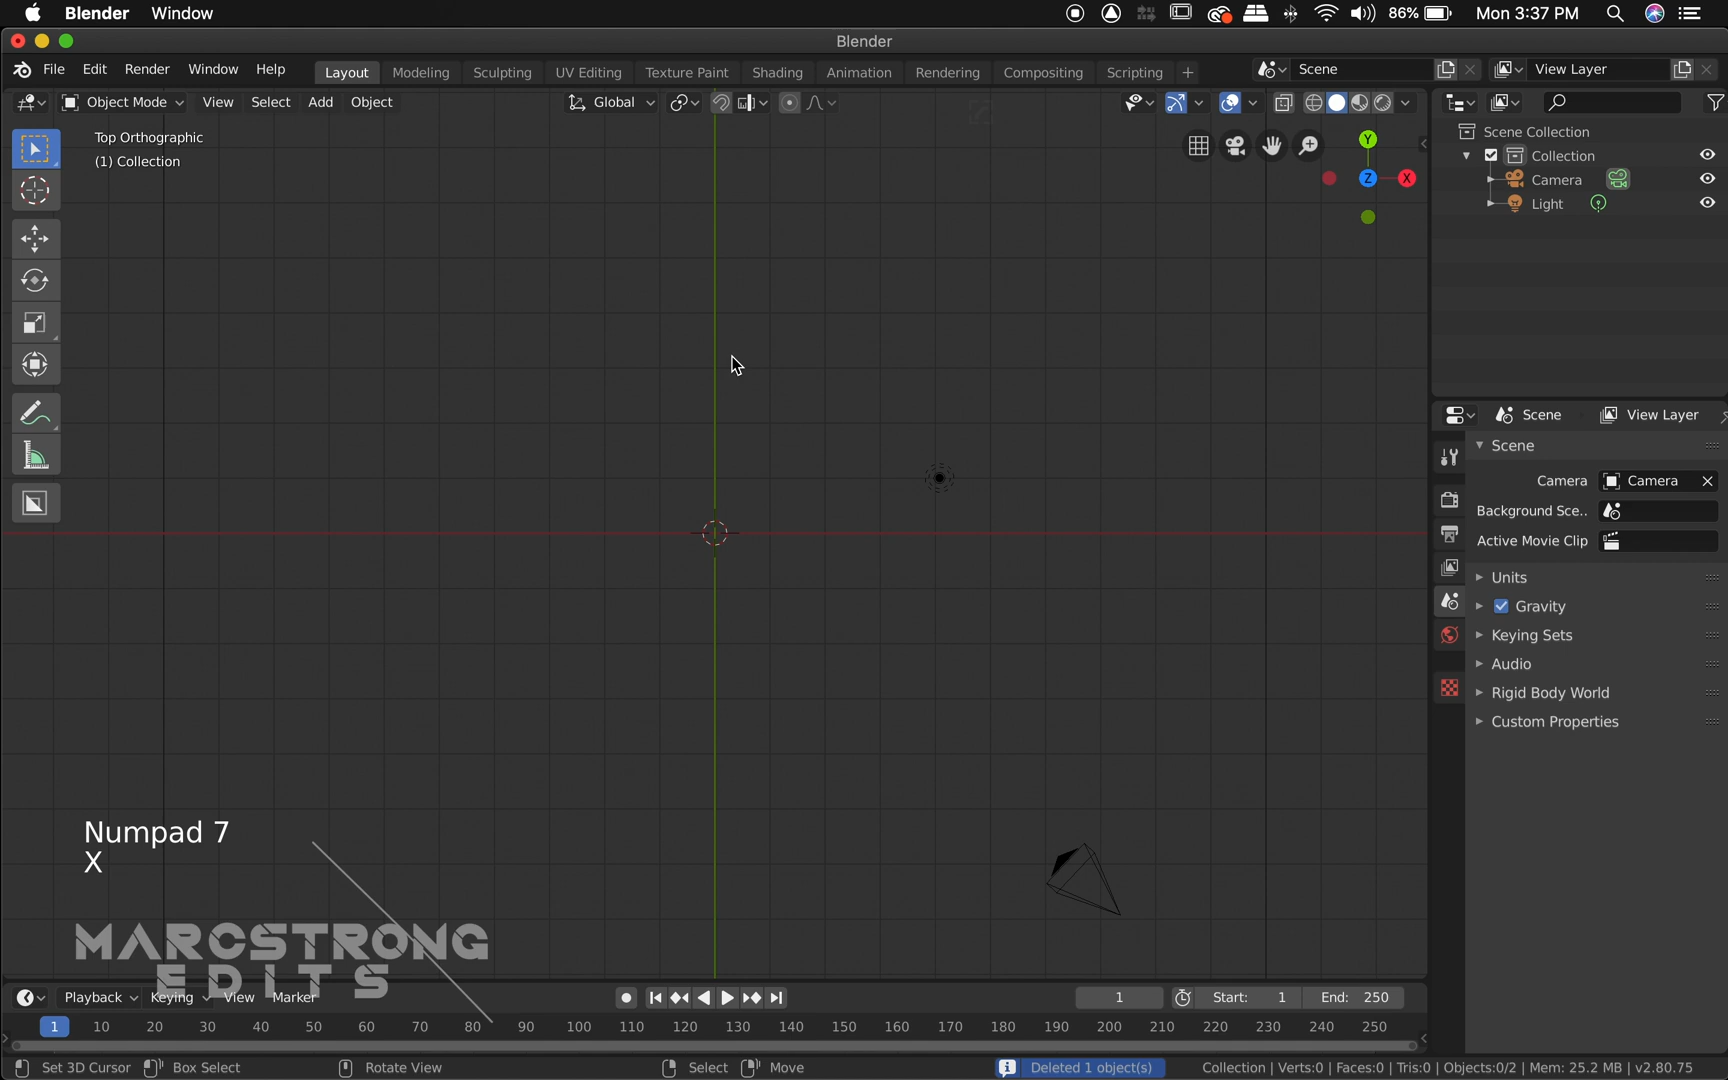 Blender Window 86% Mon 3:37 PM
Blender
File Edit Render Window Help Layout Modeling Sculpting UV Editing Texture Paint Shading Animation Rendering Compositing Scripting + Scene View Layer
Object Mode View Select Add Object Global
Top Orthographic
(1) Collection
Y
Z
X
Scene Collection
Collection
Camera
Light
Scene View Layer
Scene
Camera Camera
Background Sce..
Active Movie Clip
Units
Gravity
Keying Sets
Audio
Rigid Body World
Custom Properties
Numpad 7
X
MARCSTRONG
EDITS
Playback Keying View Marker 1 Start: 1 End: 250
1 10 20 30 40 50 60 70 80 90 100 110 120 130 140 150 160 170 180 190 200 210 220 230 240 250
Set 3D Cursor Box Select Rotate View Select Move Deleted 1 object(s) Collection | Verts:0 | Faces:0 | Tris:0 | Objects:0/2 | Mem: 25.2 MB | v2.80.75